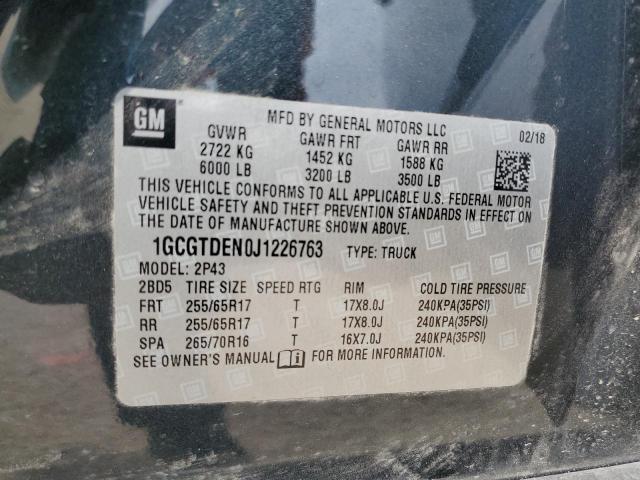 GM
MFD BY GENERAL MOTORS LLC
02/18
GVWR GAWR FRT GAWR RR
2722 KG 1452 KG 1588 KG
6000 LB 3200 LB 3500 LB
THIS VEHICLE CONFORMS TO ALL APPLICABLE U.S. FEDERAL MOTOR
VEHICLE SAFETY AND THEFT PREVENTION STANDARDS IN EFFECT ON
THE DATE OF MANUFACTURE SHOWN ABOVE.
1GCGTDEN0J1226763 TYPE: TRUCK
MODEL: 2P43
2BD5 TIRE SIZE SPEED RTG RIM COLD TIRE PRESSURE
FRT 255/65R17 T 17X8.0J 240KPA(35PSI)
RR 255/65R17 T 17X8.0J 240KPA(35PSI)
SPA 265/70R16 T 16X7.0J 240KPA(35PSI)
SEE OWNER'S MANUAL FOR MORE INFORMATION.